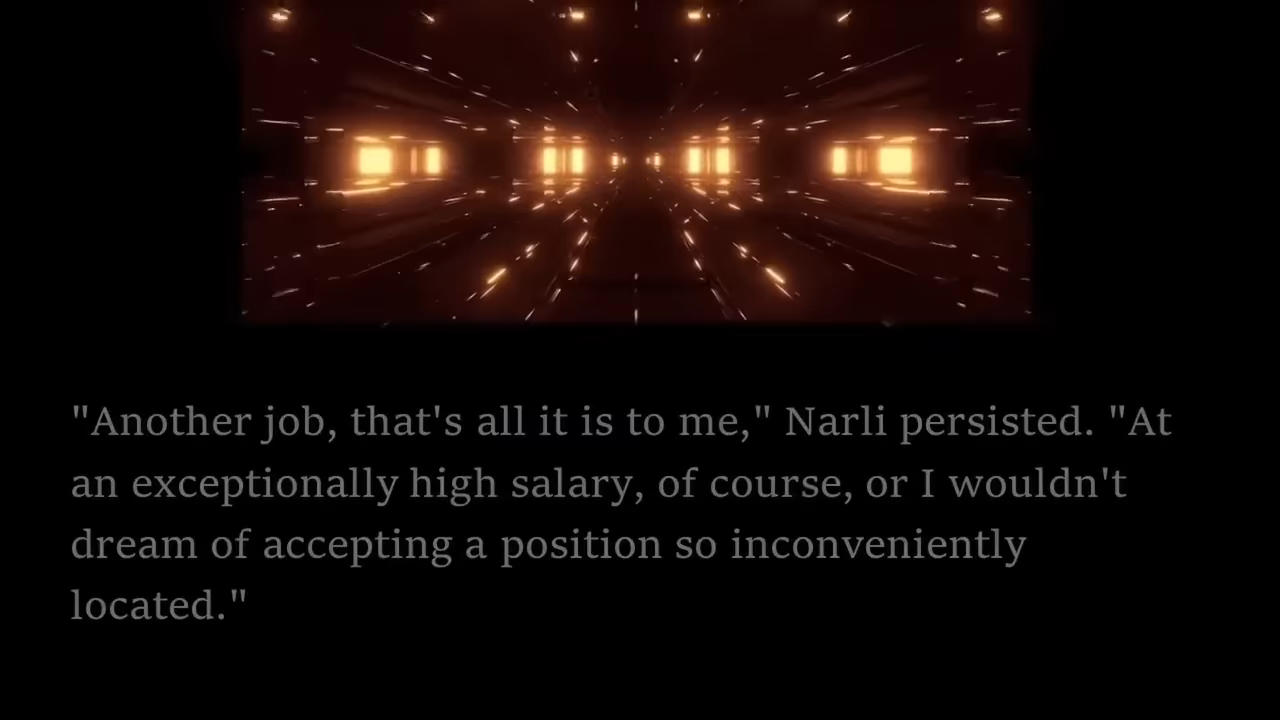 "Another job, that's all it is to me," Narli persisted. "At
an exceptionally high salary, of course, or I wouldn't
dream of accepting a position so inconveniently
located."